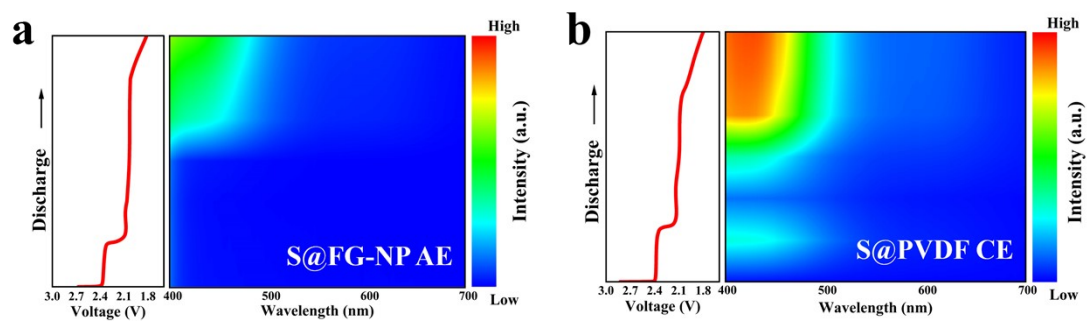 a
Discharge
3.0 2.7 2.4 2.1 1.8
Voltage (V)
S@FG-NP AE
400 500 600 700
Wavelength (nm)
High
Intensity (a.u.)
Low
b
Discharge
3.0 2.7 2.4 2.1 1.8
Voltage (V)
S@PVDF CE
400 500 600 700
Wavelength (nm)
High
Intensity (a.u.)
Low